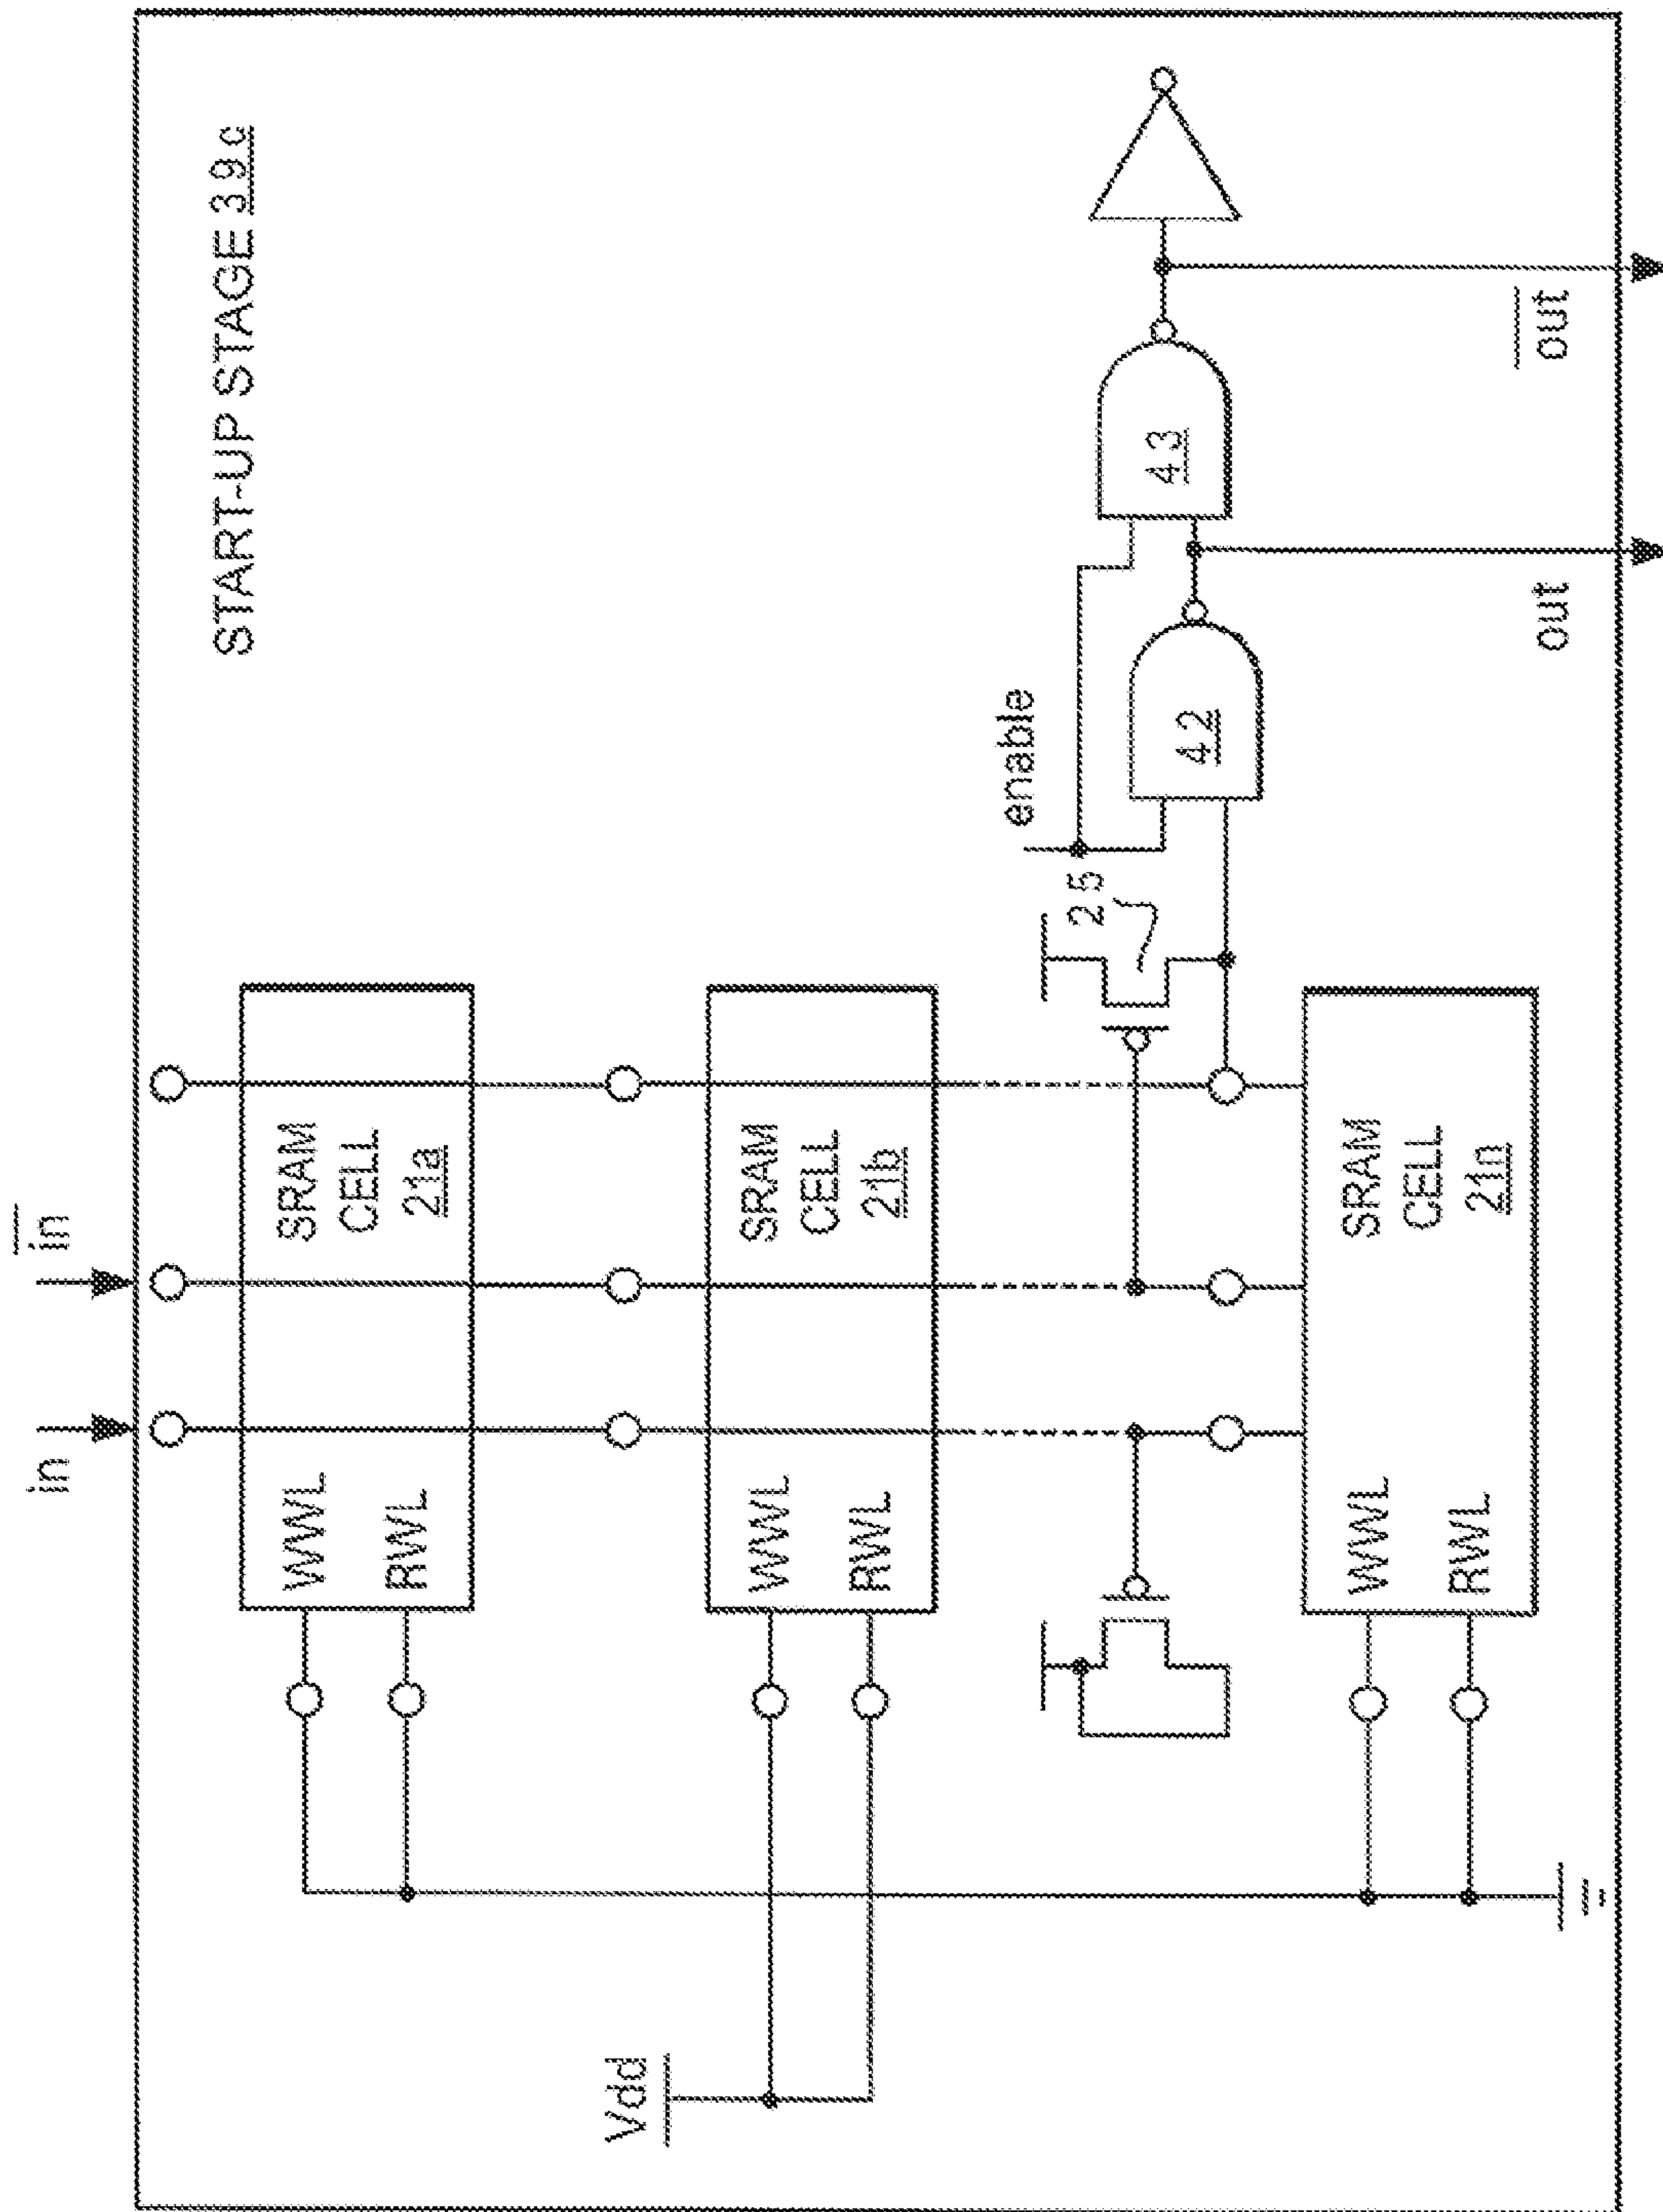 START-UP STAGE 39c
in
in
SRAM
CELL
21a
WWL
RWL
SRAM
CELL
21b
WWL
RWL
Vdd
enable
25
42
43
SRAM
CELL
21n
WWL
RWL
out
out